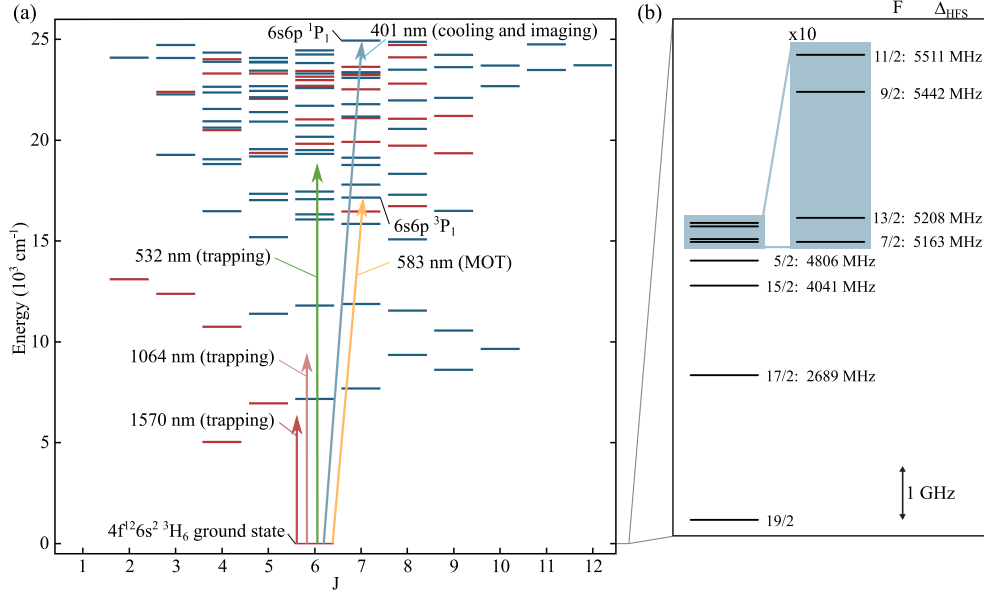 (a)
6s6p ¹P₁
401 nm (cooling and imaging)
6s6p ³P₁
532 nm (trapping)
583 nm (MOT)
1064 nm (trapping)
1570 nm (trapping)
4f¹²6s² ³H₆ ground state
Energy (10³ cm⁻¹)
25
20
15
10
5
0
1 2 3 4 5 6 7 8 9 10 11 12
J
(b)
F Δ_HFS
x10
11/2: 5511 MHz
9/2: 5442 MHz
13/2: 5208 MHz
7/2: 5163 MHz
5/2: 4806 MHz
15/2: 4041 MHz
17/2: 2689 MHz
1 GHz
19/2